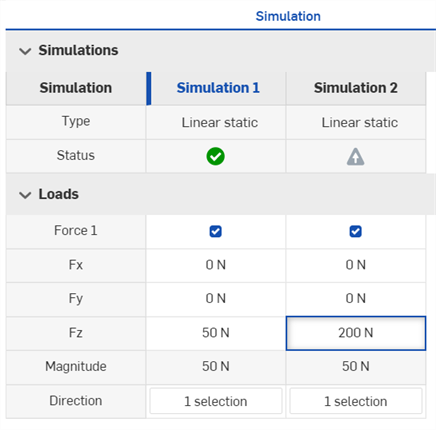 Simulation
Simulations
Simulation Simulation 1 Simulation 2
Type Linear static Linear static
Status
Loads
Force 1
Fx 0 N 0 N
Fy 0 N 0 N
Fz 50 N 200 N
Magnitude 50 N 50 N
Direction 1 selection 1 selection